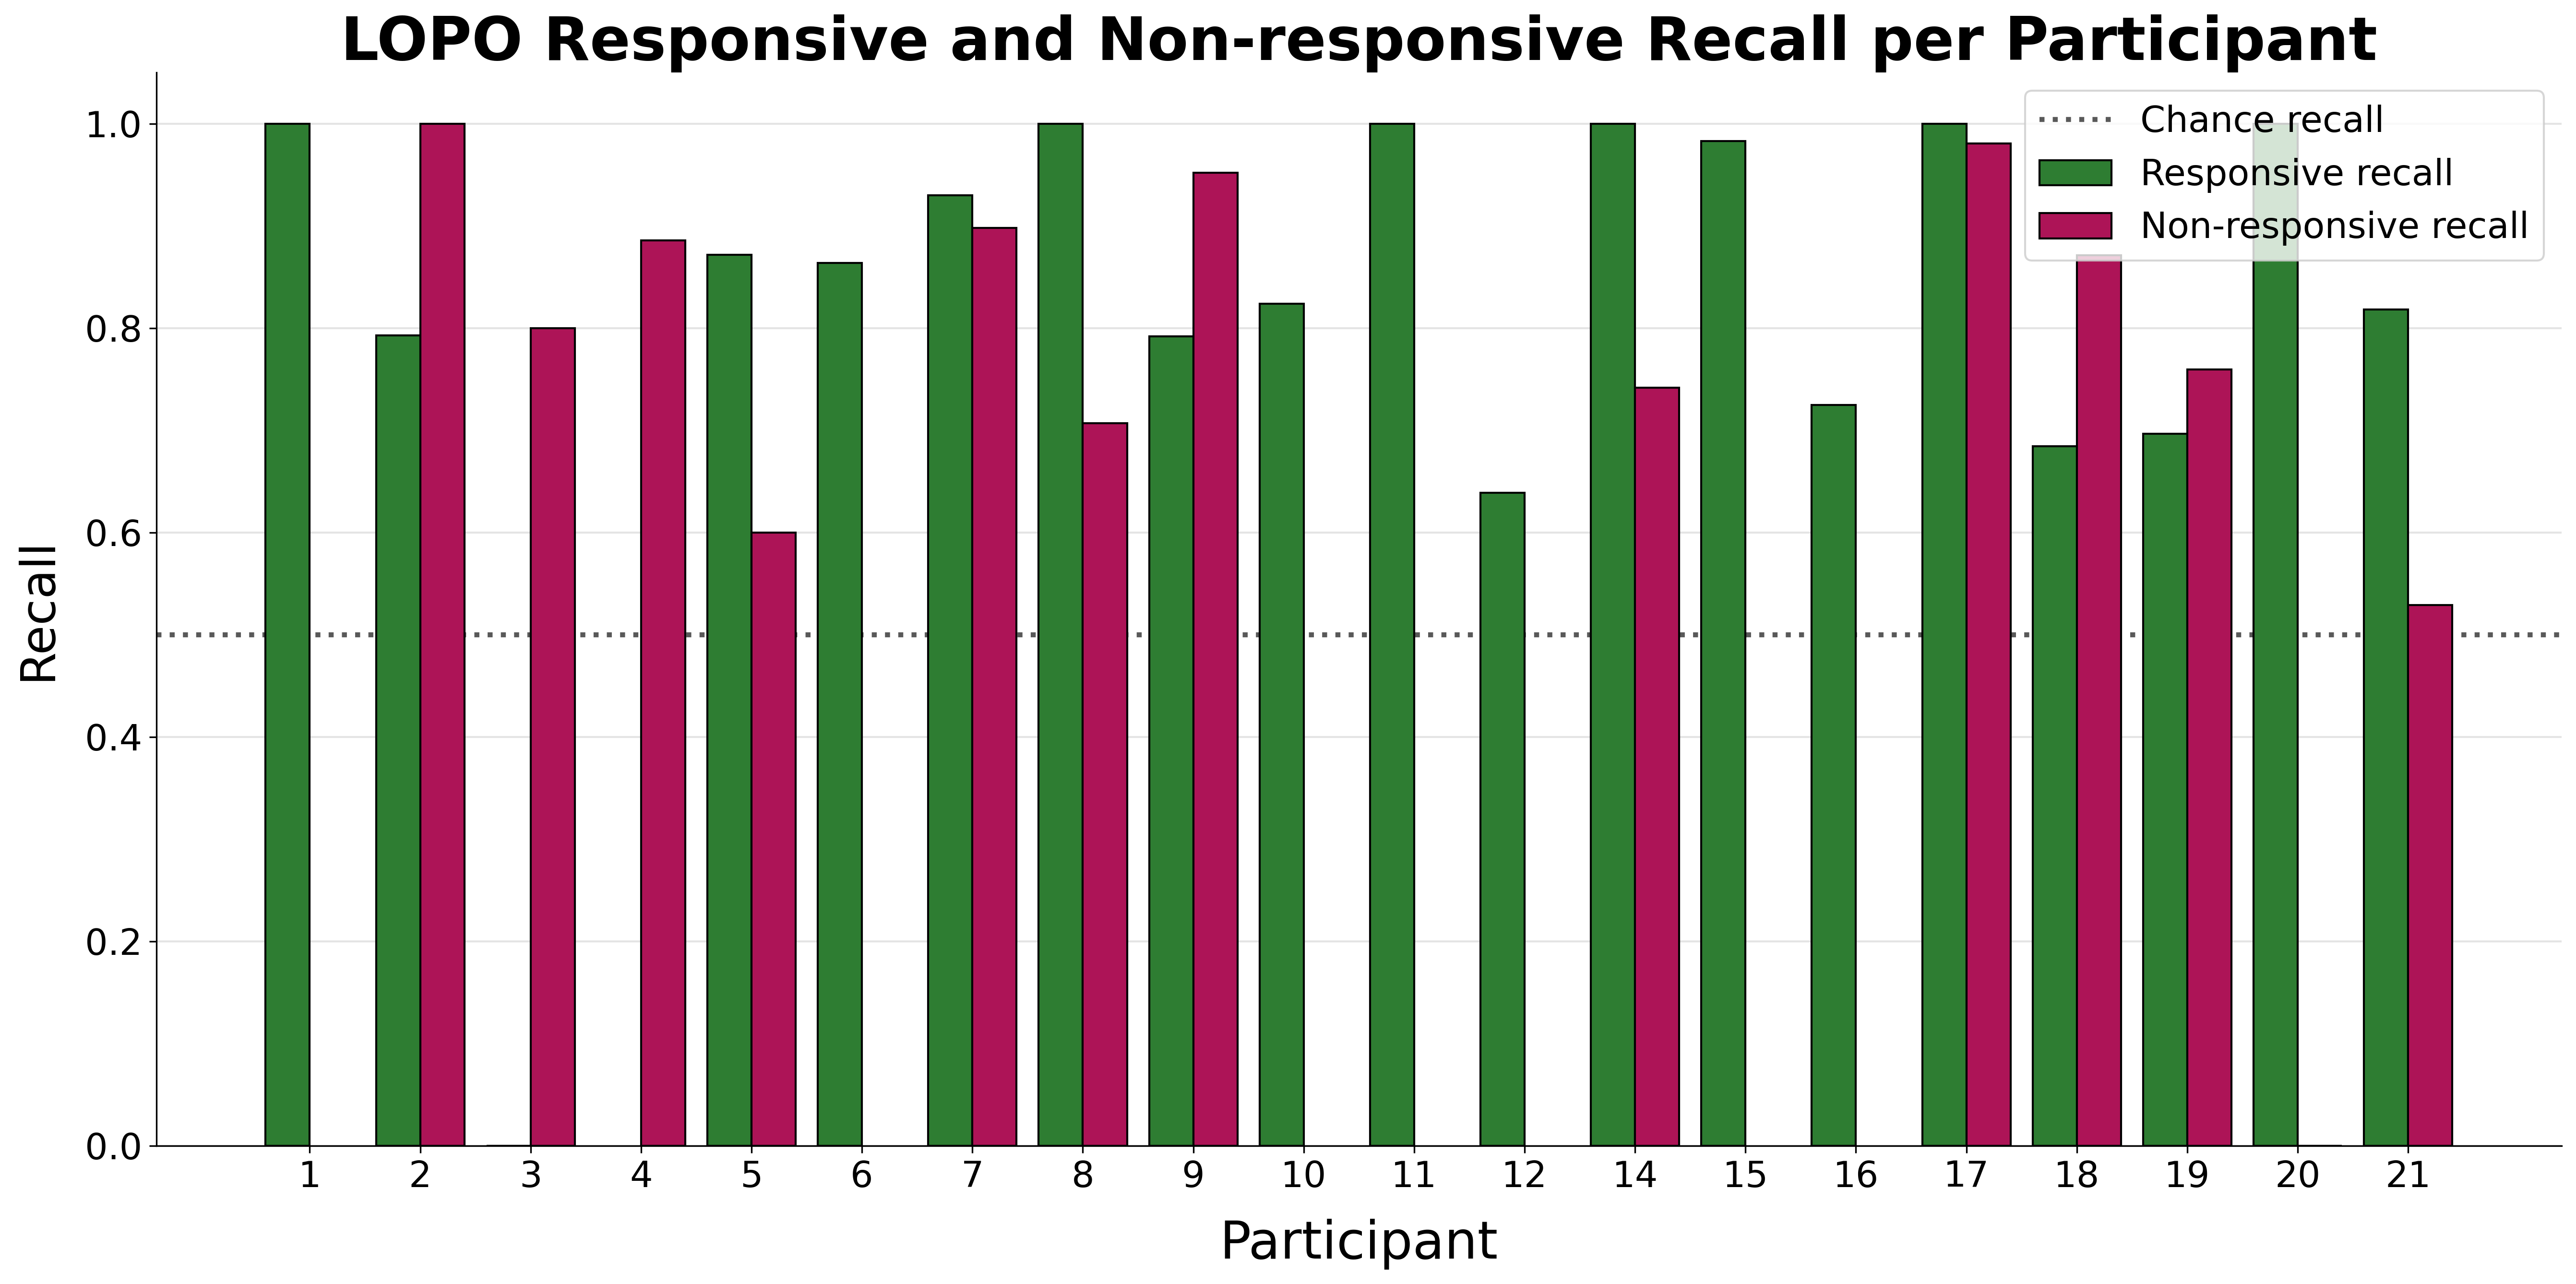 LOPO Responsive and Non-responsive Recall per Participant
Chance recall
Responsive recall
Non-responsive recall
1.0
0.8
0.6
0.4
0.2
0.0
Recall
1 2 3 4 5 6 7 8 9 10 11 12 14 15 16 17 18 19 20 21
Participant